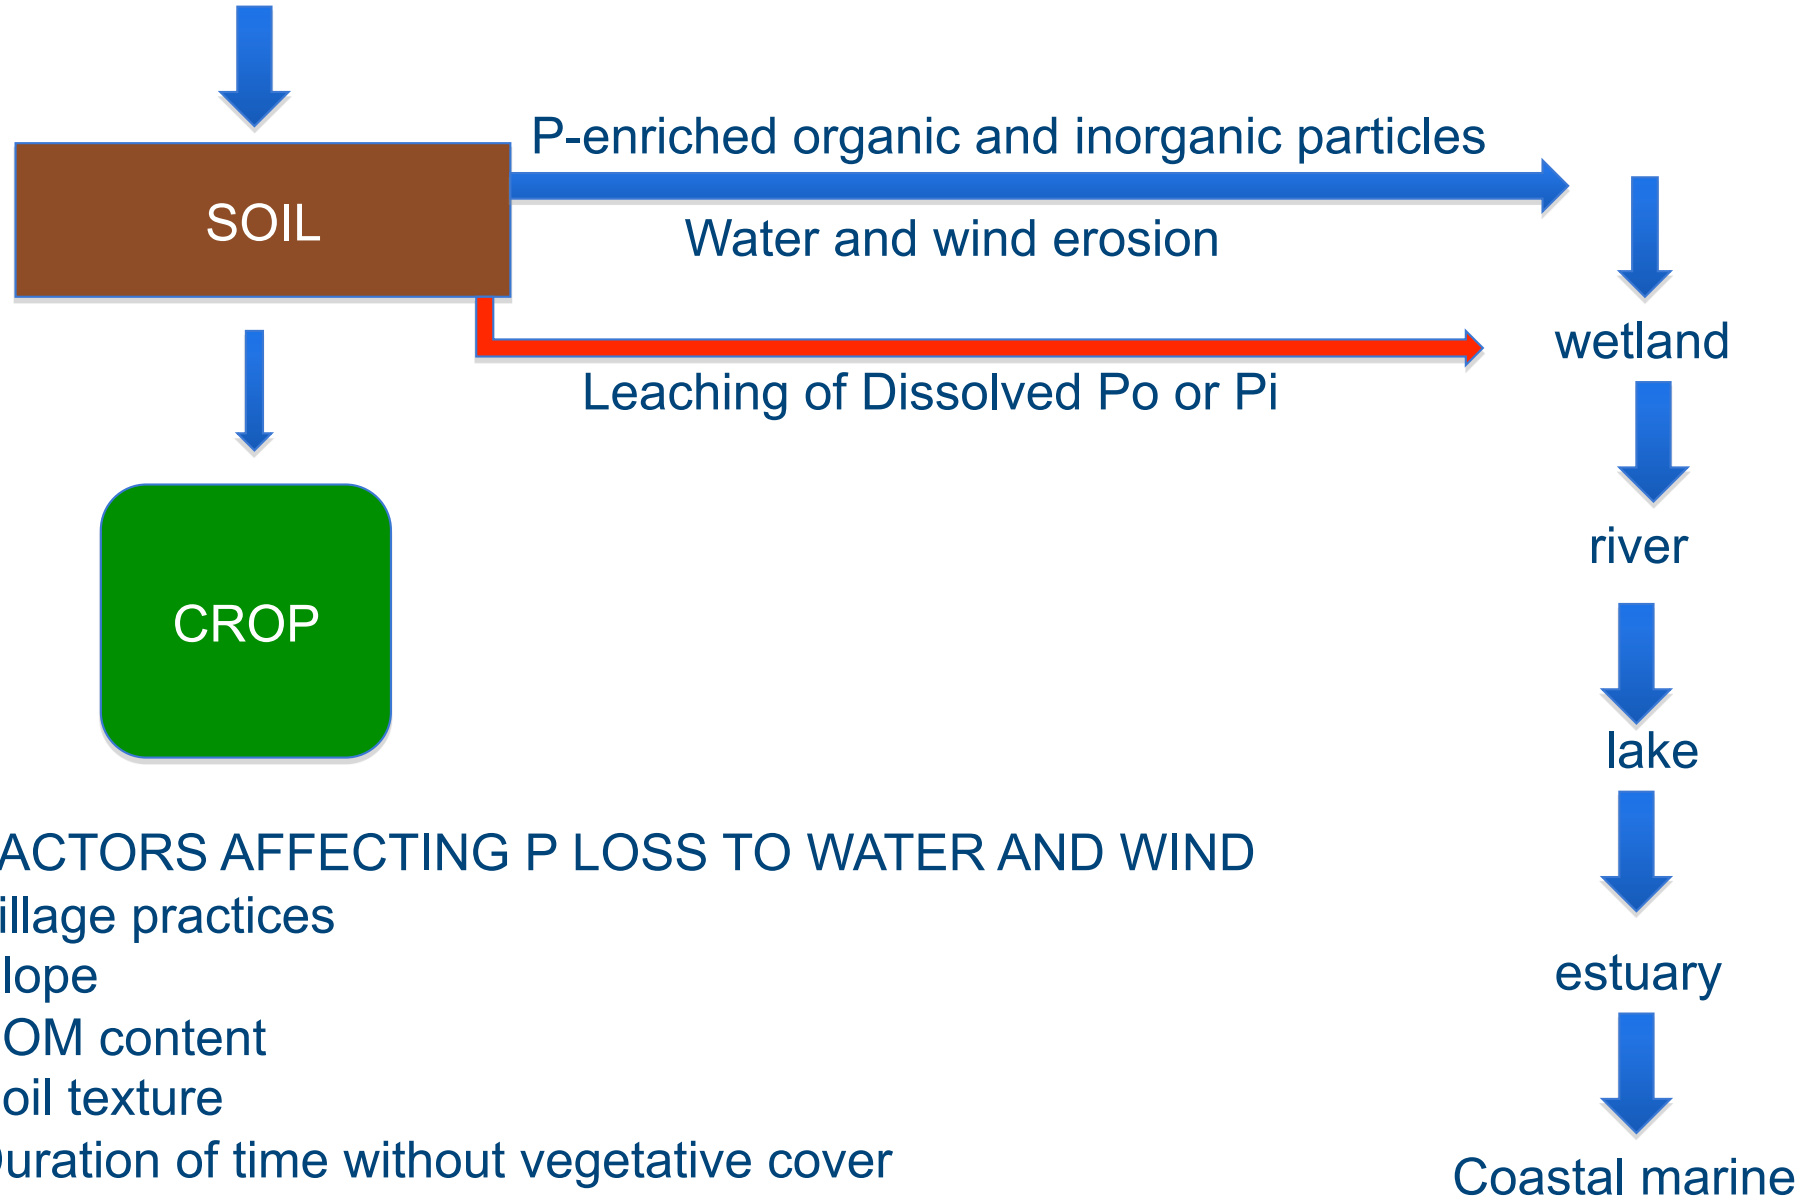 P-enriched organic and inorganic particles
SOIL
Water and wind erosion
wetland
Leaching of Dissolved Po or Pi
river
CROP
lake
ACTORS AFFECTING P LOSS TO WATER AND WIND
illage practices
lope
estuary
OM content
oil texture
Duration of time without vegetative cover
Coastal marine